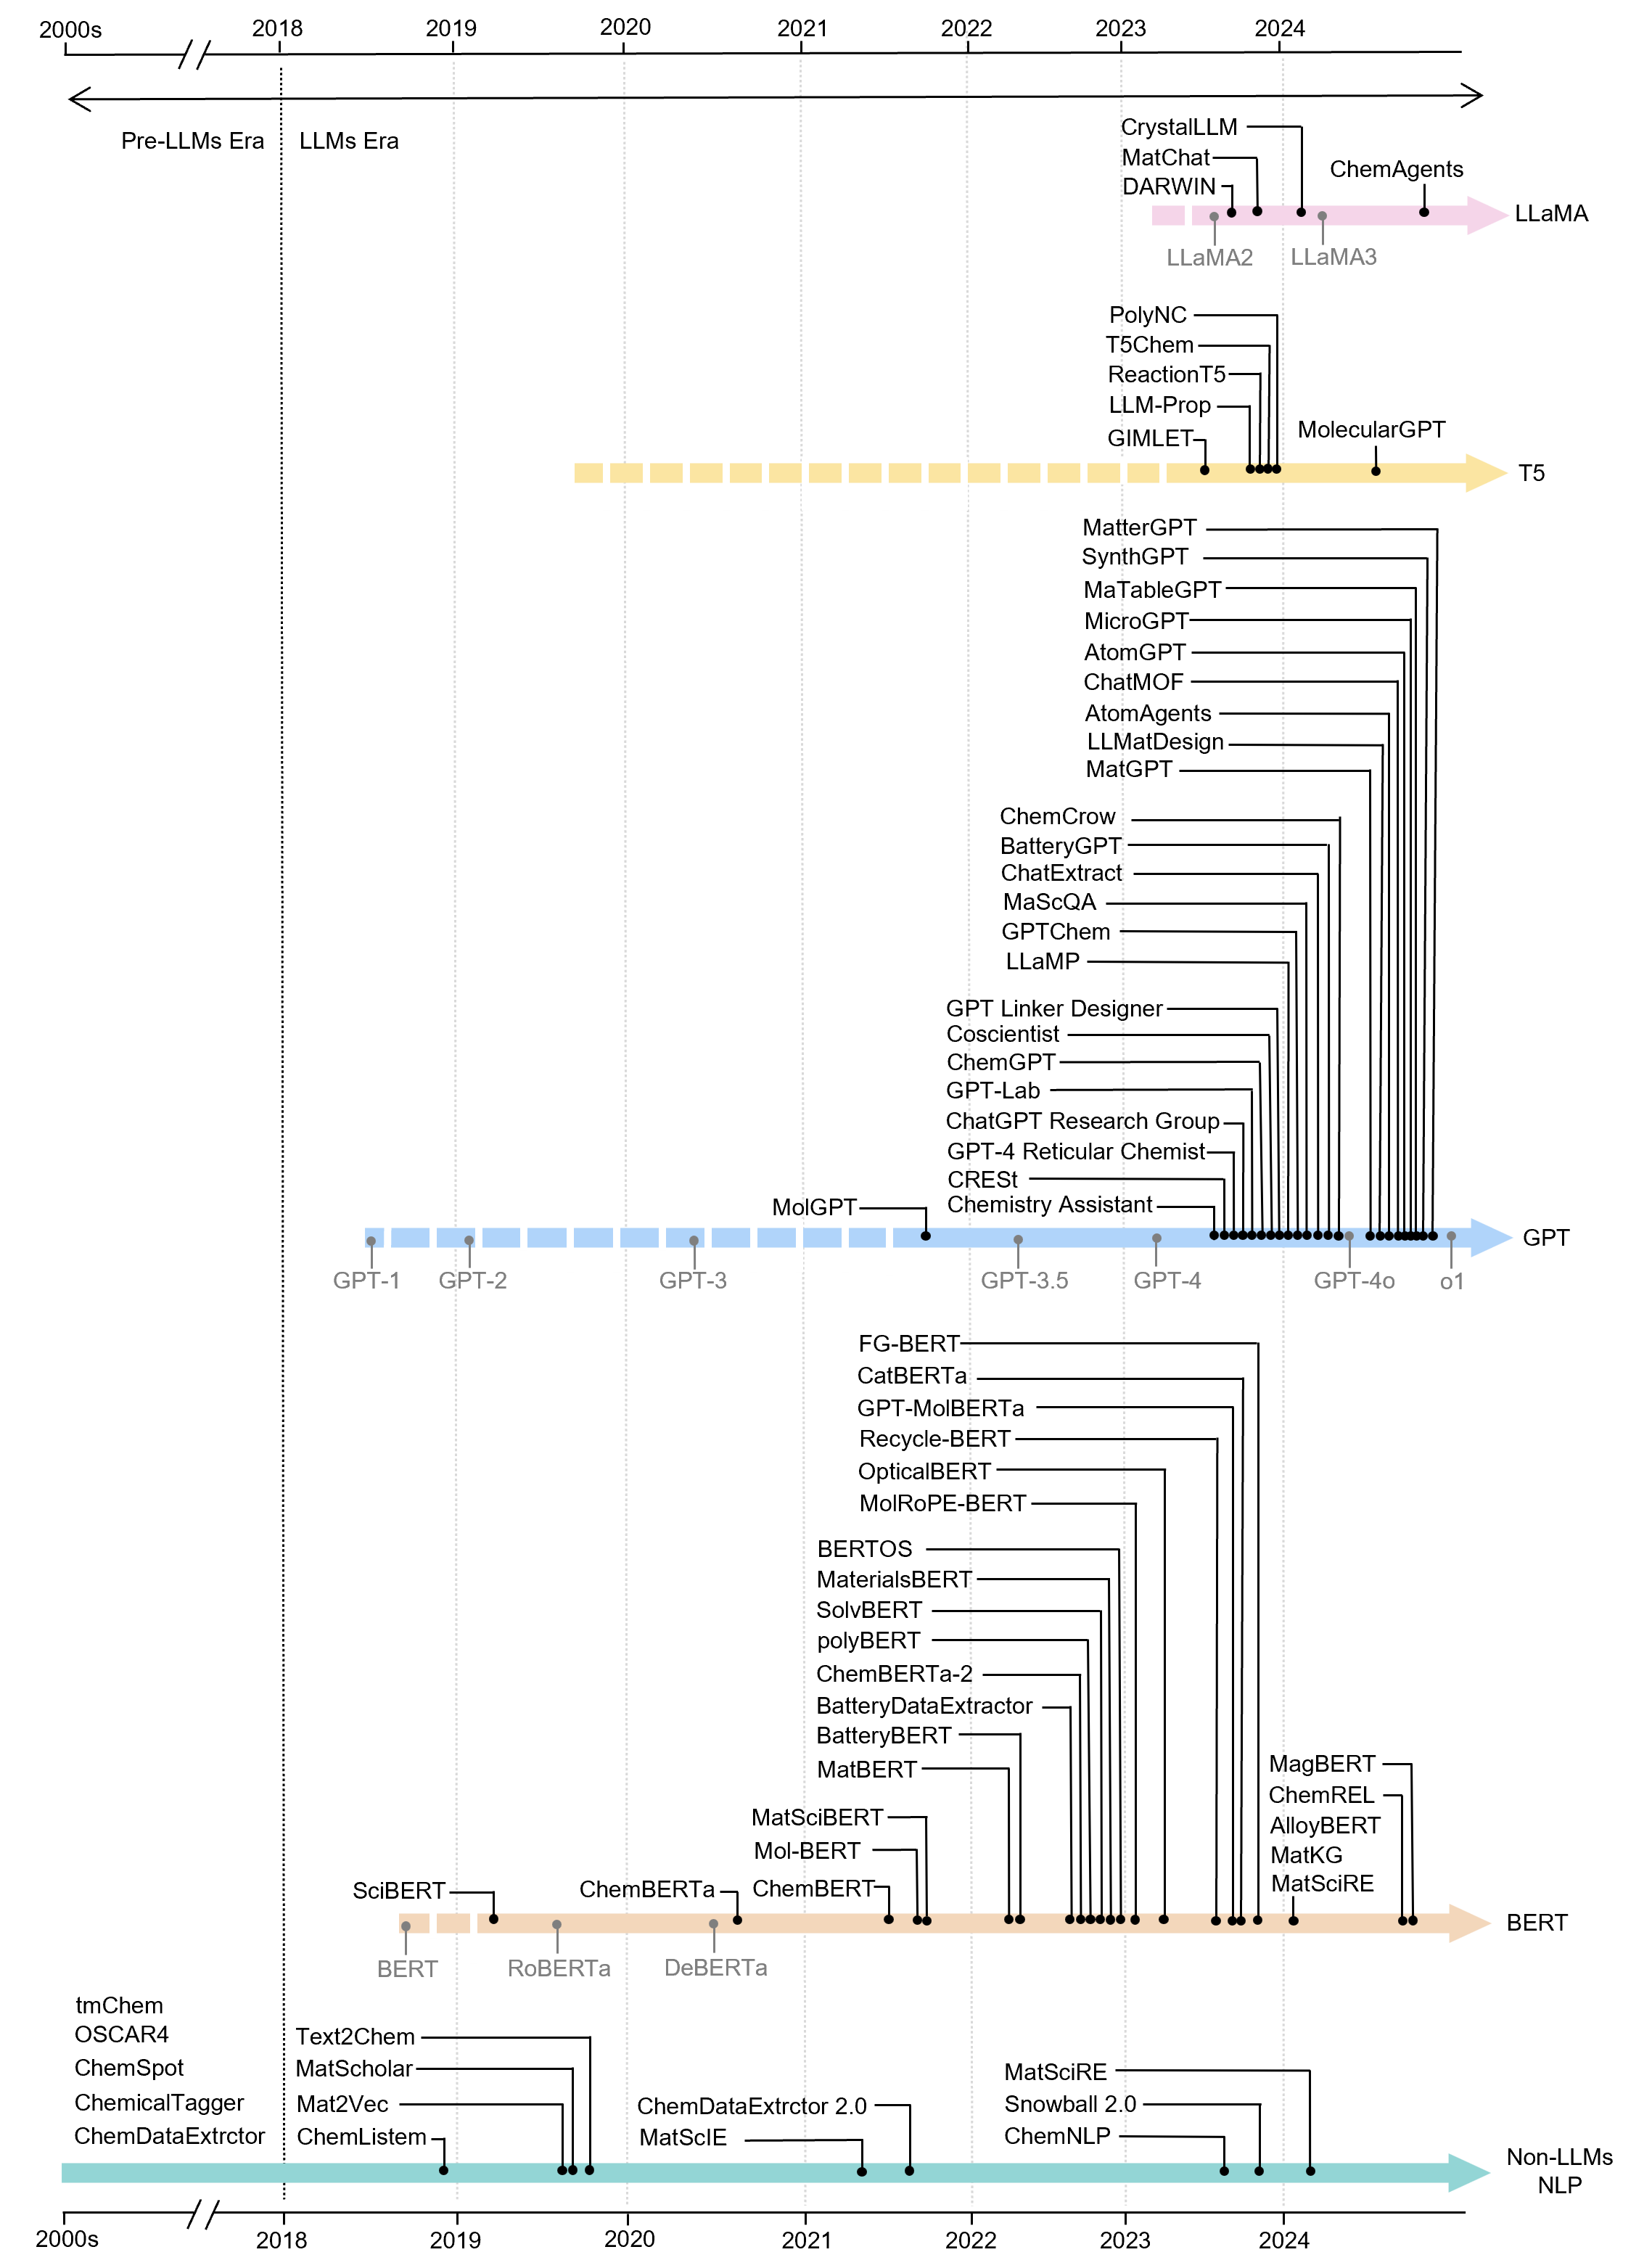 2000s
2018
2019
2020
2021
2022
2023
2024
Pre-LLMs Era
LLMs Era
CrystalLLM
MatChat
DARWIN
ChemAgents
LLaMA
LLaMA2
LLaMA3
PolyNC
T5Chem
ReactionT5
LLM-Prop
GIMLET
MolecularGPT
T5
MatterGPT
SynthGPT
MaTableGPT
MicroGPT
AtomGPT
ChatMOF
AtomAgents
LLMatDesign
MatGPT
ChemCrow
BatteryGPT
ChatExtract
MaScQA
GPTChem
LLaMP
GPT Linker Designer
Coscientist
ChemGPT
GPT-Lab
ChatGPT Research Group
GPT-4 Reticular Chemist
CRESt
Chemistry Assistant
MolGPT
GPT
GPT-1
GPT-2
GPT-3
GPT-3.5
GPT-4
GPT-4o
o1
FG-BERT
CatBERTa
GPT-MolBERTa
Recycle-BERT
OpticalBERT
MolRoPE-BERT
BERTOS
MaterialsBERT
SolvBERT
polyBERT
ChemBERTa-2
BatteryDataExtractor
BatteryBERT
MatBERT
MatSciBERT
Mol-BERT
ChemBERT
ChemBERTa
SciBERT
MagBERT
ChemREL
AlloyBERT
MatKG
MatSciRE
BERT
BERT
RoBERTa
DeBERTa
tmChem
OSCAR4
ChemSpot
ChemicalTagger
ChemDataExtrctor
Text2Chem
MatScholar
Mat2Vec
ChemListem
ChemDataExtrctor 2.0
MatScIE
MatSciRE
Snowball 2.0
ChemNLP
Non-LLMs
NLP
2000s
2018
2019
2020
2021
2022
2023
2024